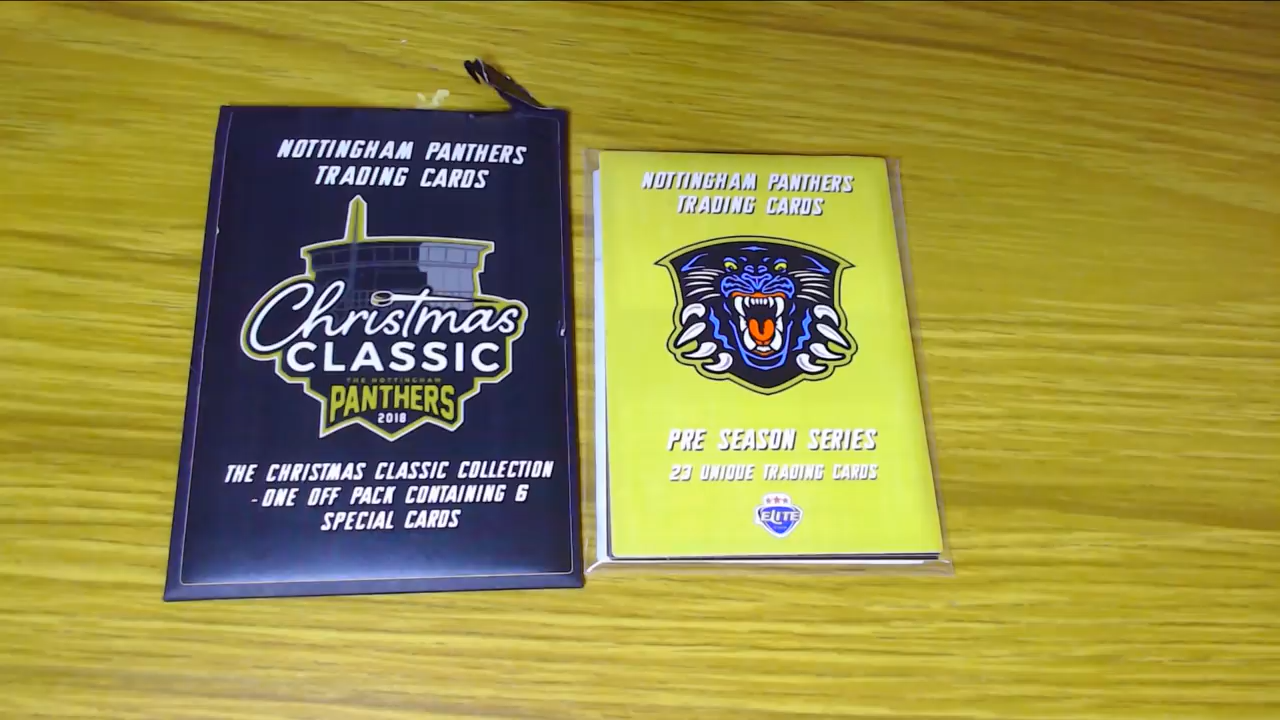 NOTTINGHAM PANTHERS
TRADING CARDS
Christmas
CLASSIC
THE NOTTINGHAM
PANTHERS
2018
THE CHRISTMAS CLASSIC COLLECTION
- ONE OFF PACK CONTAINING 6
SPECIAL CARDS
NOTTINGHAM PANTHERS
TRADING CARDS
PRE SEASON SERIES
23 UNIQUE TRADING CARDS
ELITE